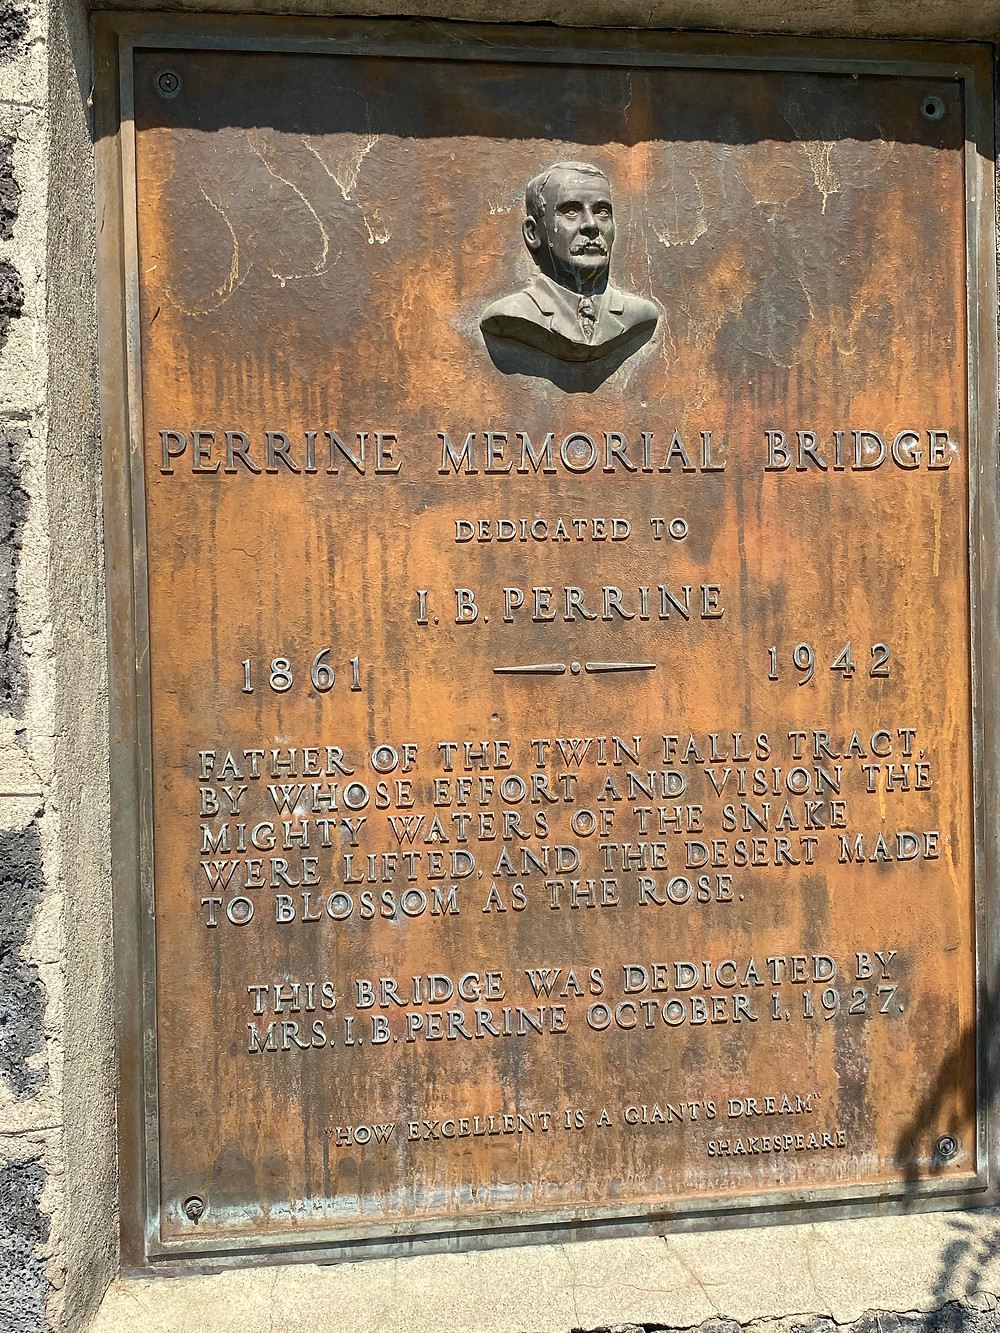 PERRINE MEMORIAL BRIDGE
DEDICATED TO
I. B. PERRINE
1861 1942
FATHER OF THE TWIN FALLS TRACT,
BY WHOSE EFFORT AND VISION THE
MIGHTY WATERS OF THE SNAKE
WERE LIFTED, AND THE DESERT MADE
TO BLOSSOM AS THE ROSE.
THIS BRIDGE WAS DEDICATED BY
MRS. I. B. PERRINE OCTOBER 1, 1927.
"HOW EXCELLENT IS A GIANT'S DREAM"
SHAKESPEARE